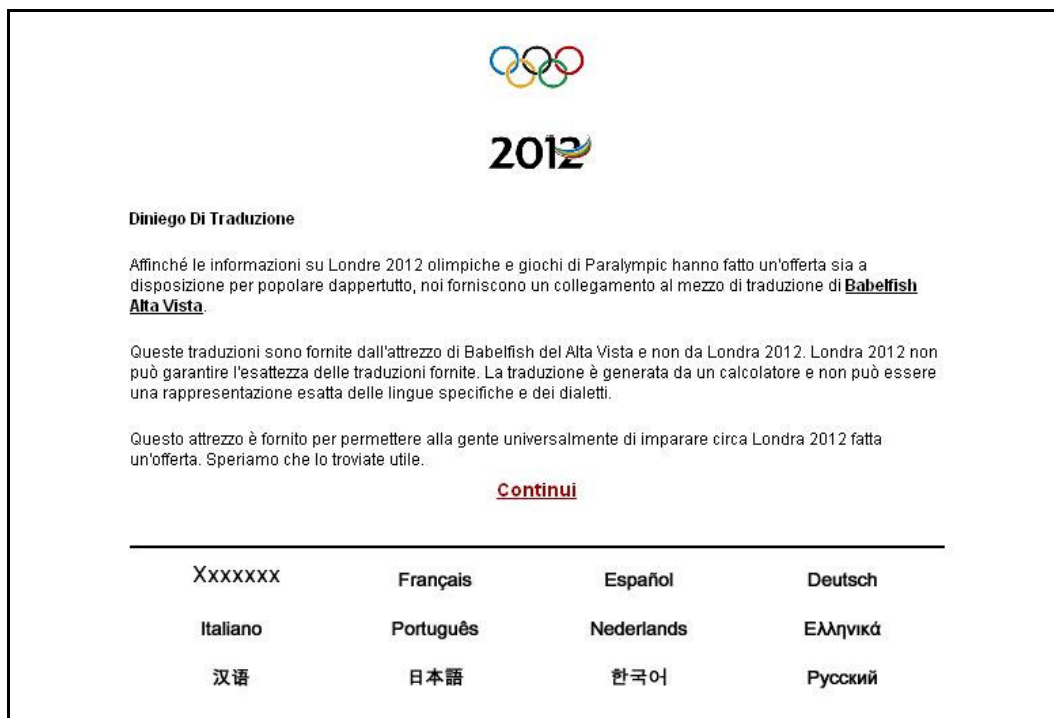 2012
Diniego Di Traduzione
Affinché le informazioni su Londre 2012 olimpiche e giochi di Paralympic hanno fatto un'offerta sia a
disposizione per popolare dappertutto, noi forniscono un collegamento al mezzo di traduzione di Babelfish
Alta Vista.
Queste traduzioni sono fornite dall'attrezzo di Babelfish del Alta Vista e non da Londra 2012. Londra 2012 non
può garantire l'esattezza delle traduzioni fornite. La traduzione è generata da un calcolatore e non può essere
una rappresentazione esatta delle lingue specifiche e dei dialetti.
Questo attrezzo è fornito per permettere alla gente universalmente di imparare circa Londra 2012 fatta
un'offerta. Speriamo che lo troviate utile.
Continui
Xxxxxxx Français Español Deutsch
Italiano Português Nederlands Ελληνικά
汉语 日本語 한국어 Русский